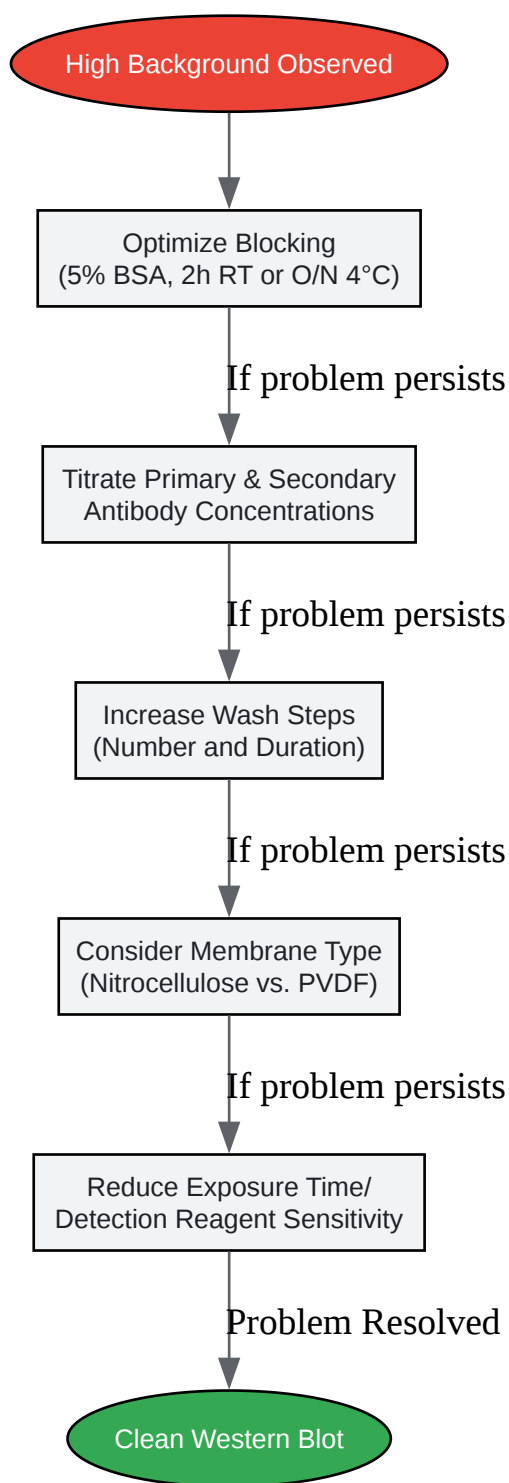 High Background Observed
Optimize Blocking
(5% BSA, 2h RT or O/N 4°C)
If problem persists
Titrate Primary & Secondary
Antibody Concentrations
If problem persists
Increase Wash Steps
(Number and Duration)
If problem persists
Consider Membrane Type
(Nitrocellulose vs. PVDF)
If problem persists
Reduce Exposure Time/
Detection Reagent Sensitivity
Problem Resolved
Clean Western Blot